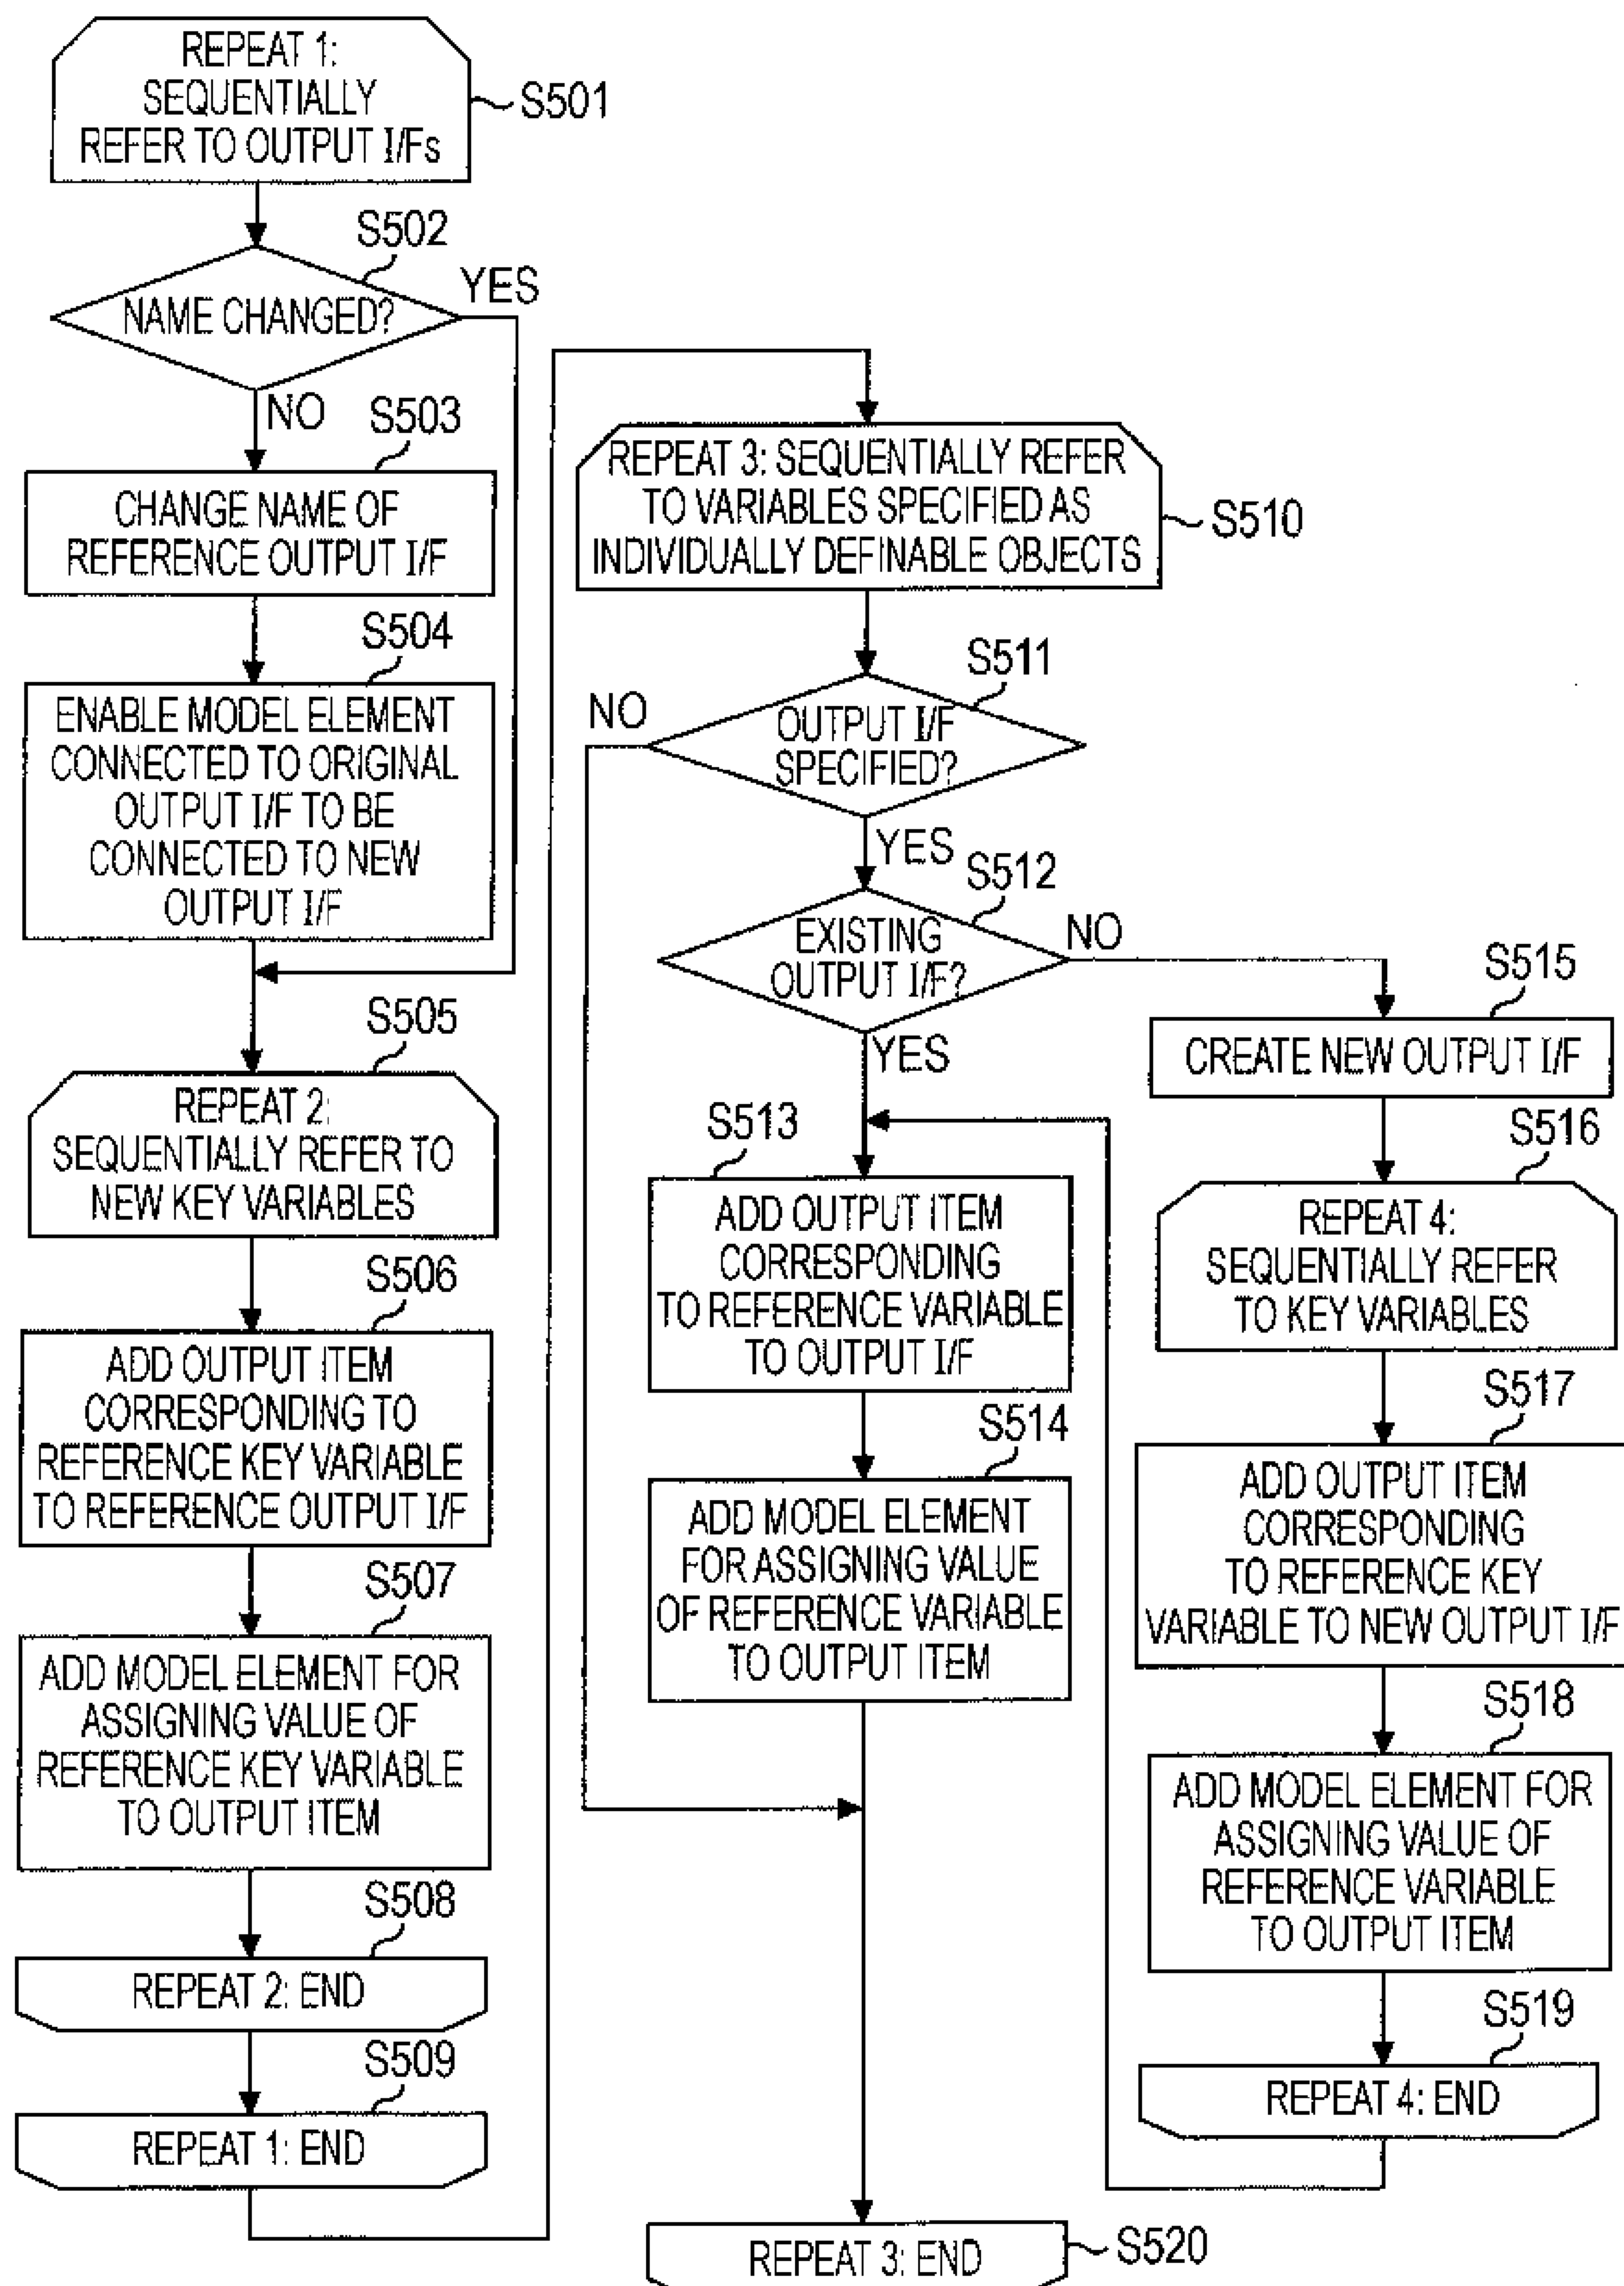 REPEAT 1:
SEQUENTIALLY
REFER TO OUTPUT I/Fs
S501
S502
NAME CHANGED?
YES
NO
S503
CHANGE NAME OF
REFERENCE OUTPUT I/F
S504
ENABLE MODEL ELEMENT
CONNECTED TO ORIGINAL
OUTPUT I/F TO BE
CONNECTED TO NEW
OUTPUT I/F
S505
REPEAT 2:
SEQUENTIALLY REFER TO
NEW KEY VARIABLES
S506
ADD OUTPUT ITEM
CORRESPONDING TO
REFERENCE KEY VARIABLE
TO REFERENCE OUTPUT I/F
S507
ADD MODEL ELEMENT FOR
ASSIGNING VALUE OF
REFERENCE KEY VARIABLE
TO OUTPUT ITEM
S508
REPEAT 2: END
S509
REPEAT 1: END
REPEAT 3: SEQUENTIALLY REFER
TO VARIABLES SPECIFIED AS
INDIVIDUALLY DEFINABLE OBJECTS
S510
S511
NO
OUTPUT I/F
SPECIFIED?
YES
S512
EXISTING
OUTPUT I/F?
NO
YES
S513
ADD OUTPUT ITEM
CORRESPONDING
TO REFERENCE VARIABLE
TO OUTPUT I/F
S514
ADD MODEL ELEMENT
FOR ASSIGNING VALUE
OF REFERENCE VARIABLE
TO OUTPUT ITEM
S515
CREATE NEW OUTPUT I/F
S516
REPEAT 4:
SEQUENTIALLY REFER
TO KEY VARIABLES
S517
ADD OUTPUT ITEM
CORRESPONDING
TO REFERENCE KEY
VARIABLE TO NEW OUTPUT I/F
S518
ADD MODEL ELEMENT FOR
ASSIGNING VALUE OF
REFERENCE VARIABLE
TO OUTPUT ITEM
S519
REPEAT 4: END
REPEAT 3: END
S520